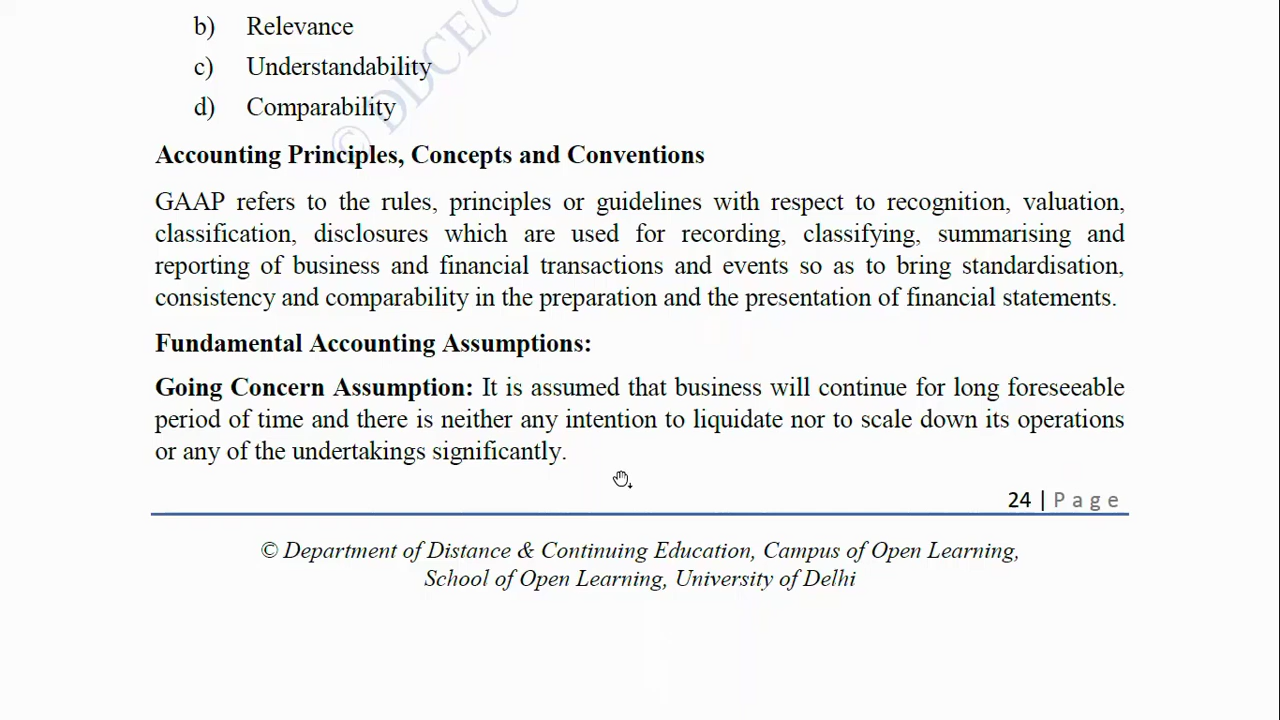 b) Relevance
c) Understandability
d) Comparability
© DLCE/C
Accounting Principles, Concepts and Conventions
GAAP refers to the rules, principles or guidelines with respect to recognition, valuation,
classification, disclosures which are used for recording, classifying, summarising and
reporting of business and financial transactions and events so as to bring standardisation,
consistency and comparability in the preparation and the presentation of financial statements.
Fundamental Accounting Assumptions:
Going Concern Assumption: It is assumed that business will continue for long foreseeable
period of time and there is neither any intention to liquidate nor to scale down its operations
or any of the undertakings significantly.
24 | Page
© Department of Distance & Continuing Education, Campus of Open Learning,
School of Open Learning, University of Delhi